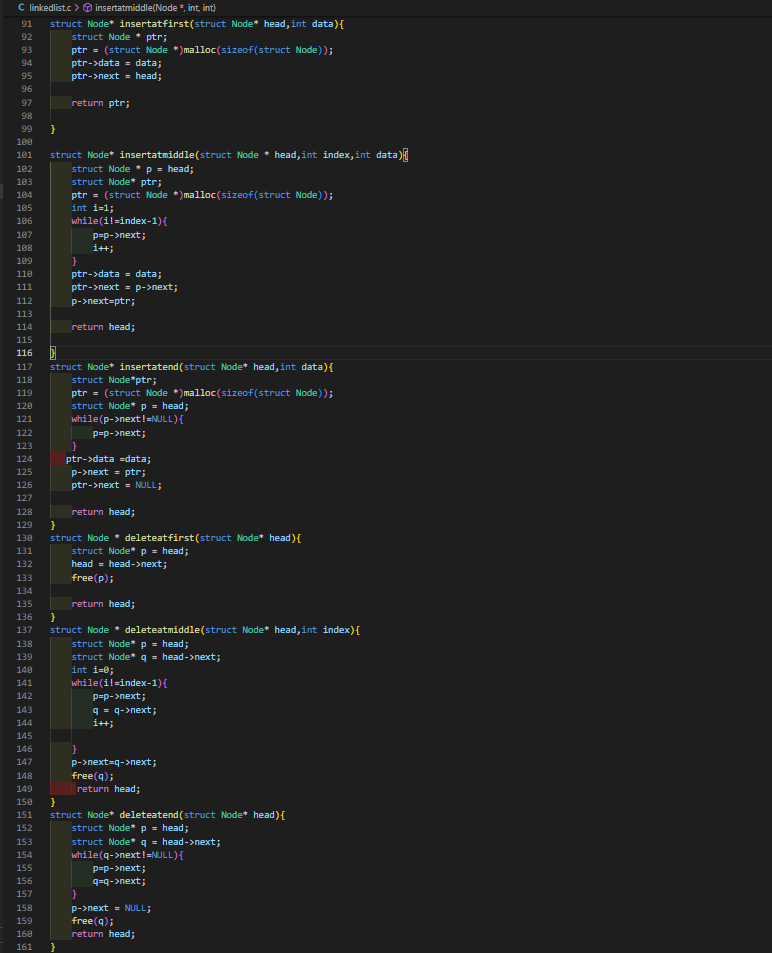 linkedlist.c > insertatmiddle(Node *, int, int)
91 struct Node* insertatfirst(struct Node* head,int data){
92     struct Node * ptr;
93     ptr = (struct Node *)malloc(sizeof(struct Node));
94     ptr->data = data;
95     ptr->next = head;
96
97     return ptr;
98
99 }
100
101 struct Node* insertatmiddle(struct Node * head,int index,int data){
102     struct Node * p = head;
103     struct Node* ptr;
104     ptr = (struct Node *)malloc(sizeof(struct Node));
105     int i=1;
106     while(i!=index-1){
107         p=p->next;
108         i++;
109     }
110     ptr->data = data;
111     ptr->next = p->next;
112     p->next=ptr;
113
114     return head;
115
116 }
117 struct Node* insertatend(struct Node* head,int data){
118     struct Node*ptr;
119     ptr = (struct Node *)malloc(sizeof(struct Node));
120     struct Node* p = head;
121     while(p->next!=NULL){
122         p=p->next;
123     }
124    ptr->data =data;
125     p->next = ptr;
126     ptr->next = NULL;
127
128     return head;
129 }
130 struct Node * deleteatfirst(struct Node* head){
131     struct Node* p = head;
132     head = head->next;
133     free(p);
134
135     return head;
136 }
137 struct Node * deleteatmiddle(struct Node* head,int index){
138     struct Node* p = head;
139     struct Node* q = head->next;
140     int i=0;
141     while(i!=index-1){
142         p=p->next;
143         q = q->next;
144         i++;
145
146     }
147     p->next=q->next;
148     free(q);
149      return head;
150 }
151 struct Node* deleteatend(struct Node* head){
152     struct Node* p = head;
153     struct Node* q = head->next;
154     while(q->next!=NULL){
155         p=p->next;
156         q=q->next;
157     }
158     p->next = NULL;
159     free(q);
160     return head;
161 }